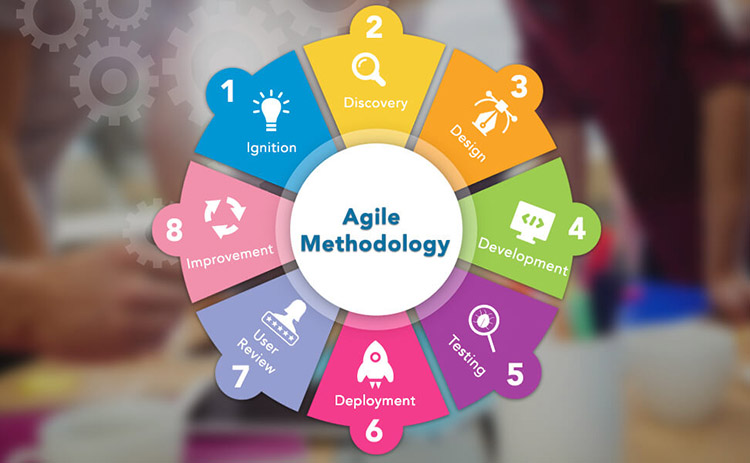 Agile
Methodology
1
Ignition
2
Discovery
3
Design
4
Development
5
Testing
6
Deployment
7
User
Review
8
Improvement